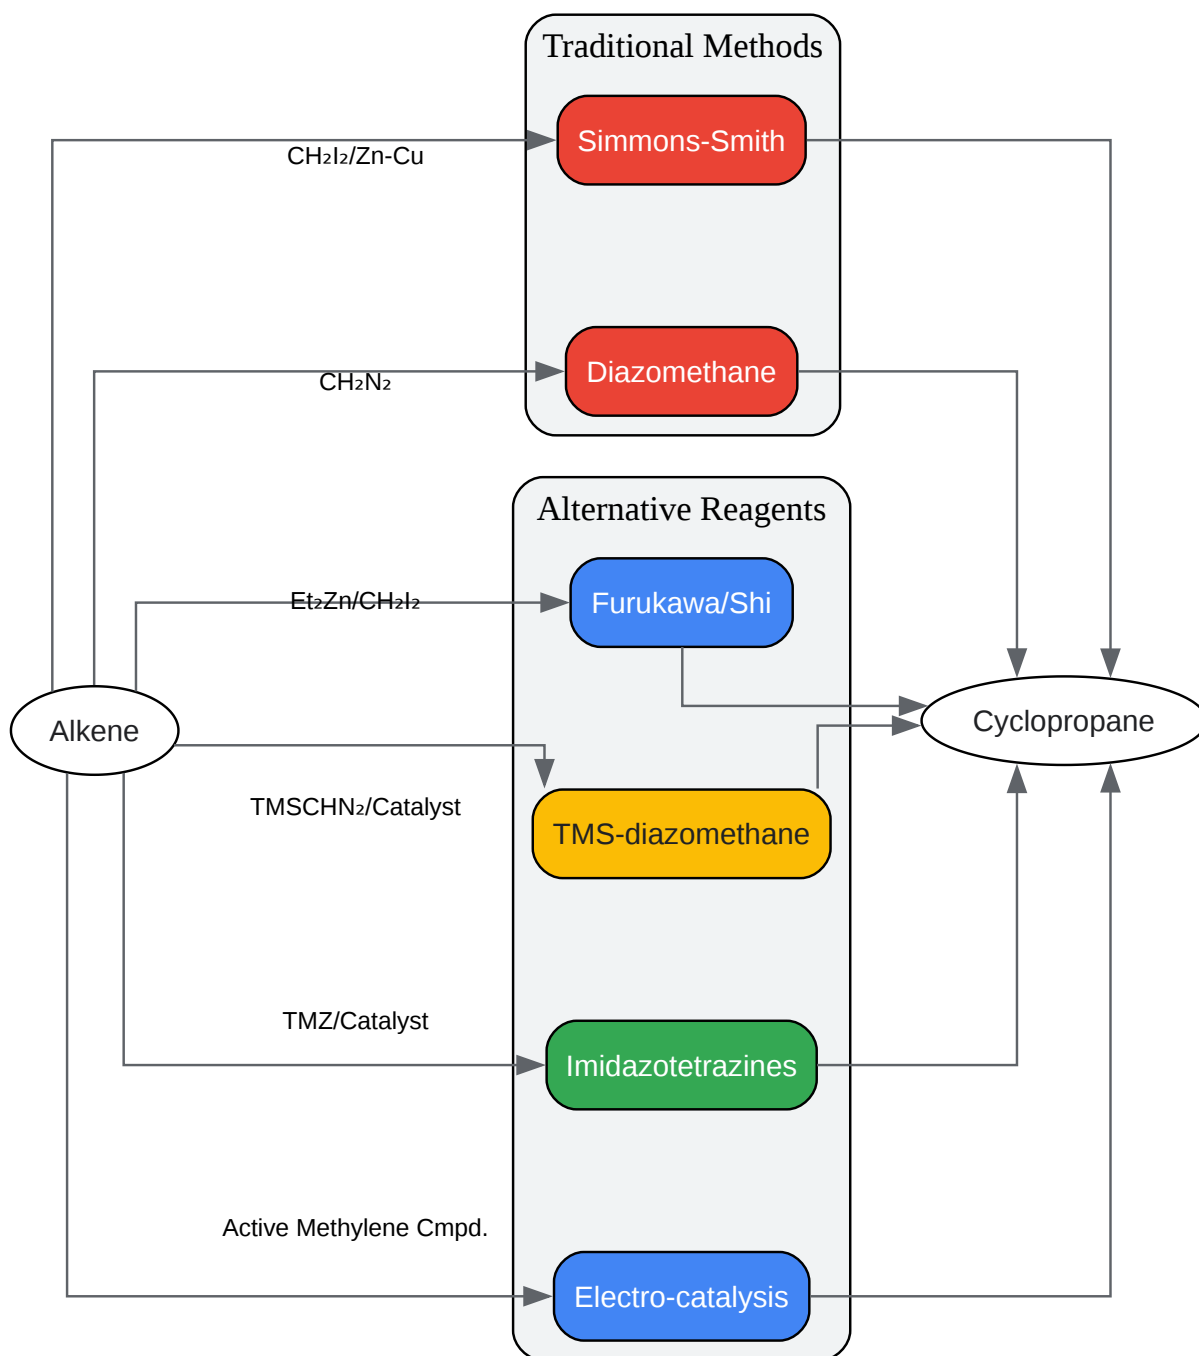 Traditional Methods
Simmons-Smith
CH₂I₂/Zn-Cu
Diazomethane
CH₂N₂
Alternative Reagents
Furukawa/Shi
Et₂Zn/CH₂I₂
Alkene
Cyclopropane
TMSCHN₂/Catalyst
TMS-diazomethane
TMZ/Catalyst
Imidazotetrazines
Active Methylene Cmpd.
Electro-catalysis